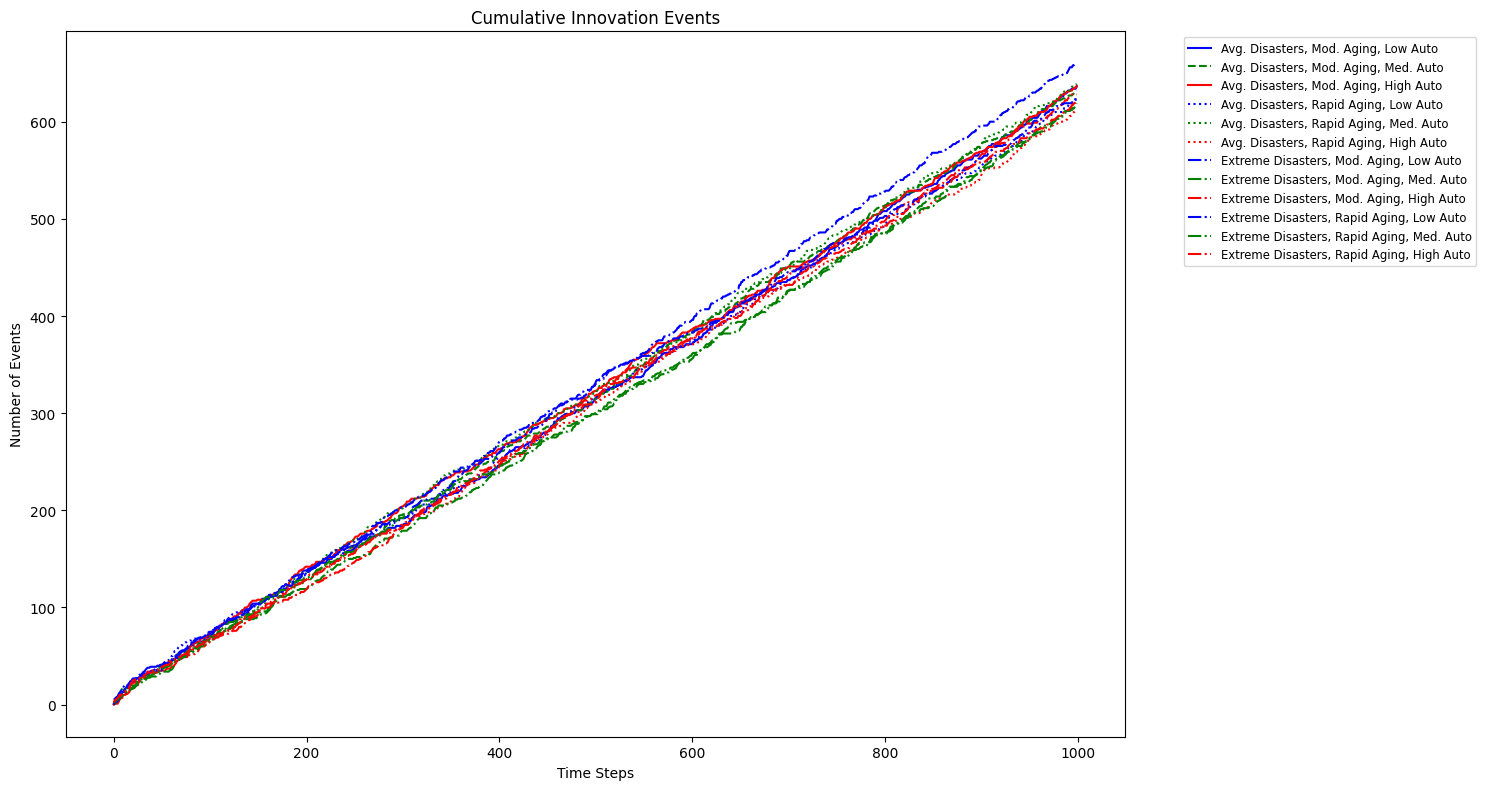 Cumulative Innovation Events
Number of Events
600
500
400
300
200
100
0
0
200
400
600
800
1000
Time Steps
Avg. Disasters, Mod. Aging, Low Auto
Avg. Disasters, Mod. Aging, Med. Auto
Avg. Disasters, Mod. Aging, High Auto
Avg. Disasters, Rapid Aging, Low Auto
Avg. Disasters, Rapid Aging, Med. Auto
Avg. Disasters, Rapid Aging, High Auto
Extreme Disasters, Mod. Aging, Low Auto
Extreme Disasters, Mod. Aging, Med. Auto
Extreme Disasters, Mod. Aging, High Auto
Extreme Disasters, Rapid Aging, Low Auto
Extreme Disasters, Rapid Aging, Med. Auto
Extreme Disasters, Rapid Aging, High Auto